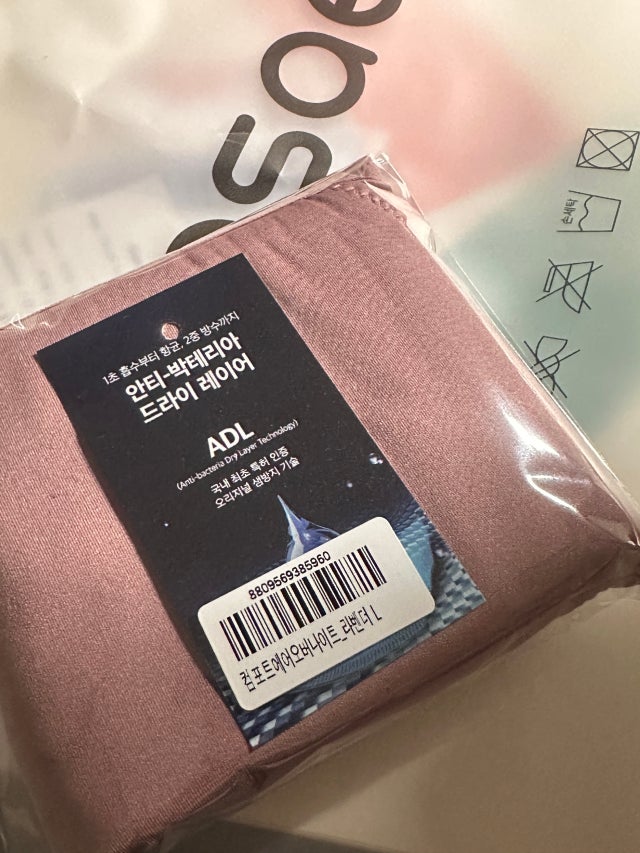 손세탁
1초 흡수부터 항균, 2중 방수까지
안티-박테리아
드라이 레이어
ADL
(Anti-bacteria Dry Layer Technology)
국내 최초 특허 인증
오리지널 샘방지 기술
8809569385960
컴포트에어오버나이트_라벤더 L